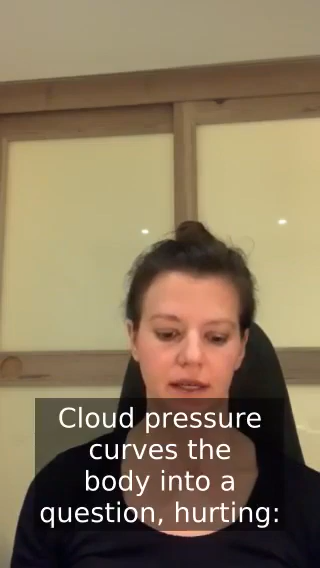 Cloud pressure
curves the
body into a
question, hurting: